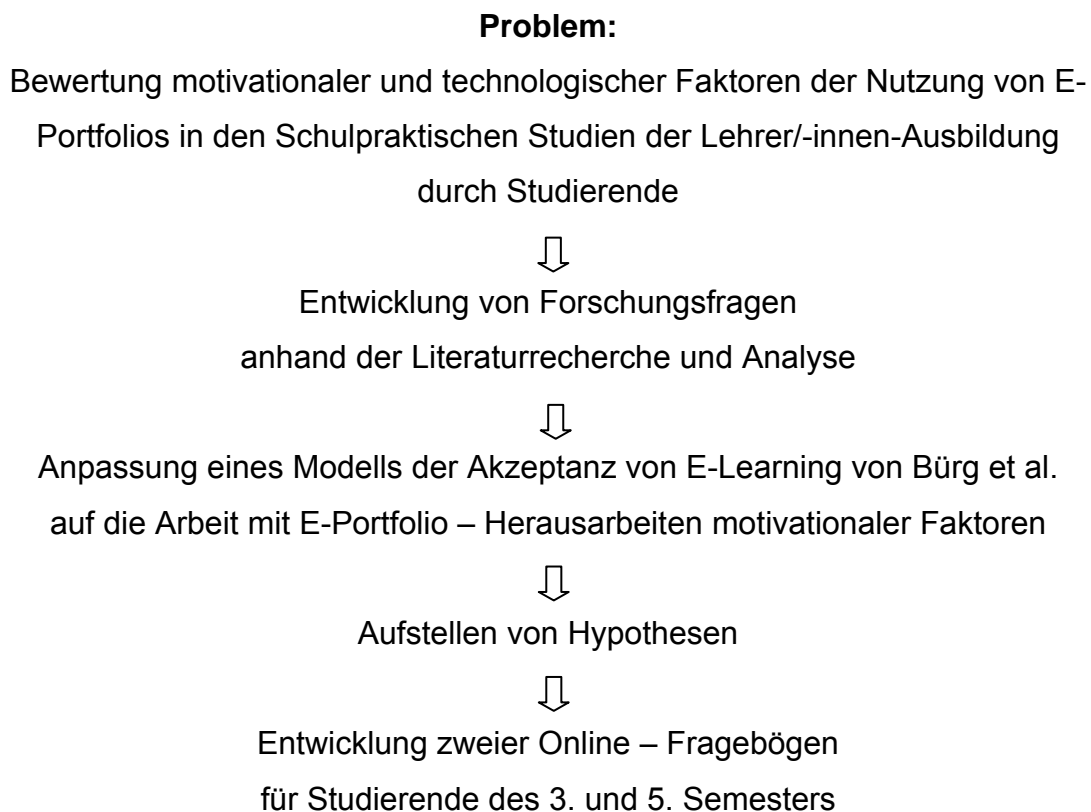 Problem:
Bewertung motivationaler und technologischer Faktoren der Nutzung von E-
Portfolios in den Schulpraktischen Studien der Lehrer/-innen-Ausbildung
durch Studierende
Entwicklung von Forschungsfragen
anhand der Literaturrecherche und Analyse
Anpassung eines Modells der Akzeptanz von E-Learning von Bürg et al.
auf die Arbeit mit E-Portfolio – Herausarbeiten motivationaler Faktoren
Aufstellen von Hypothesen
Entwicklung zweier Online – Fragebögen
für Studierende des 3. und 5. Semesters